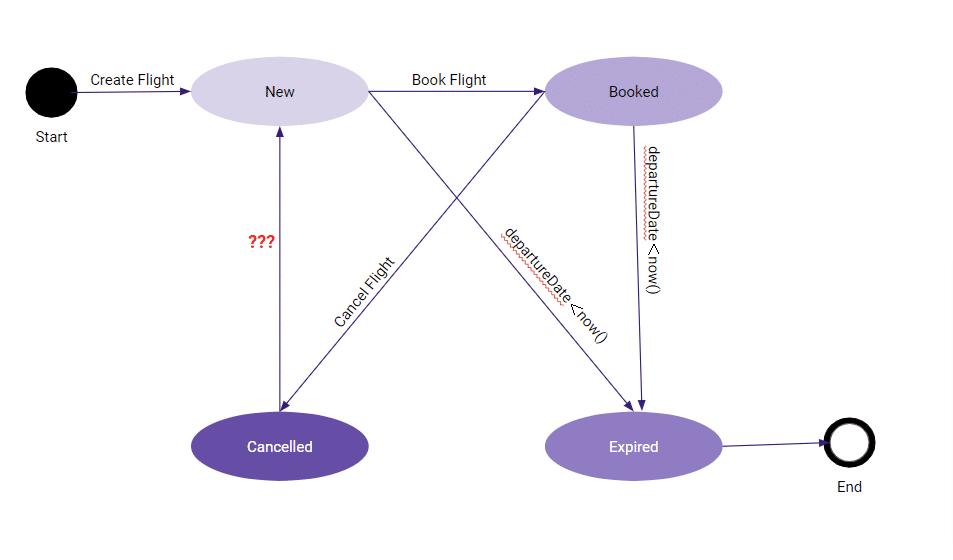 Create Flight
New
Book Flight
Booked
Start
departureDate < now()
???
departureDate < now()
Cancel Flight
Cancelled
Expired
End